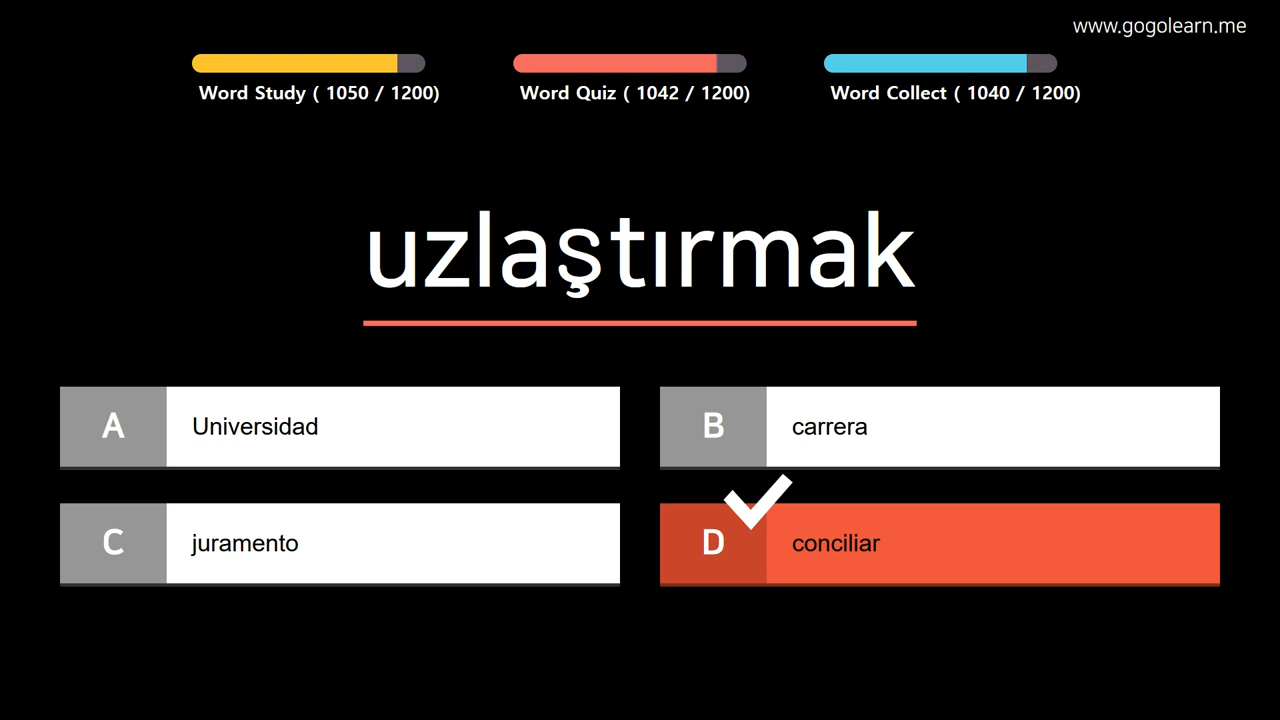 www.gogolearn.me
Word Study ( 1050 / 1200)
Word Quiz ( 1042 / 1200)
Word Collect ( 1040 / 1200)
uzlaştırmak
A Universidad
B carrera
C juramento
D conciliar